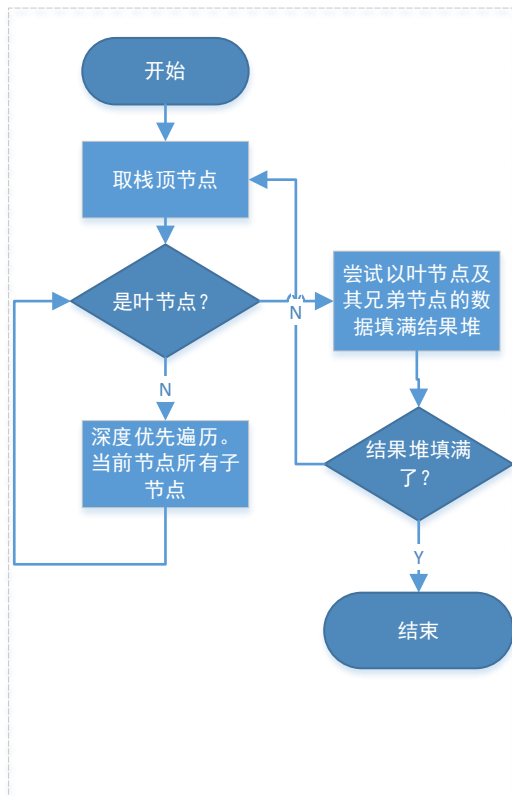 开始
取栈顶节点
是叶节点？
N
深度优先遍历。
当前节点所有子
节点
N
尝试以叶节点及
其兄弟节点的数
据填满结果堆
结果堆填满
了？
Y
结束